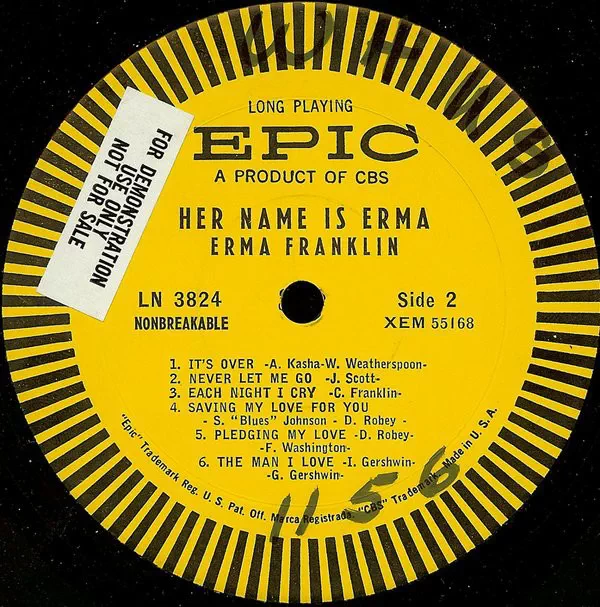 W H U B
LONG PLAYING
EPIC
A PRODUCT OF CBS
FOR DEMONSTRATION
USE ONLY
NOT FOR SALE
HER NAME IS ERMA
ERMA FRANKLIN
LN 3824
NONBREAKABLE
Side 2
XEM 55168
1. IT'S OVER -A. Kasha-W. Weatherspoon-
2. NEVER LET ME GO -J. Scott-
3. EACH NIGHT I CRY -C. Franklin-
4. SAVING MY LOVE FOR YOU
- S. "Blues" Johnson - D. Robey -
5. PLEDGING MY LOVE -D. Robey-
-F. Washington-
6. THE MAN I LOVE -I. Gershwin-
-G. Gershwin-
"Epic" Trademark Reg. U. S. Pat. Off. Marca Registrada. "CBS" Trademark. Made in U. S. A.
1156